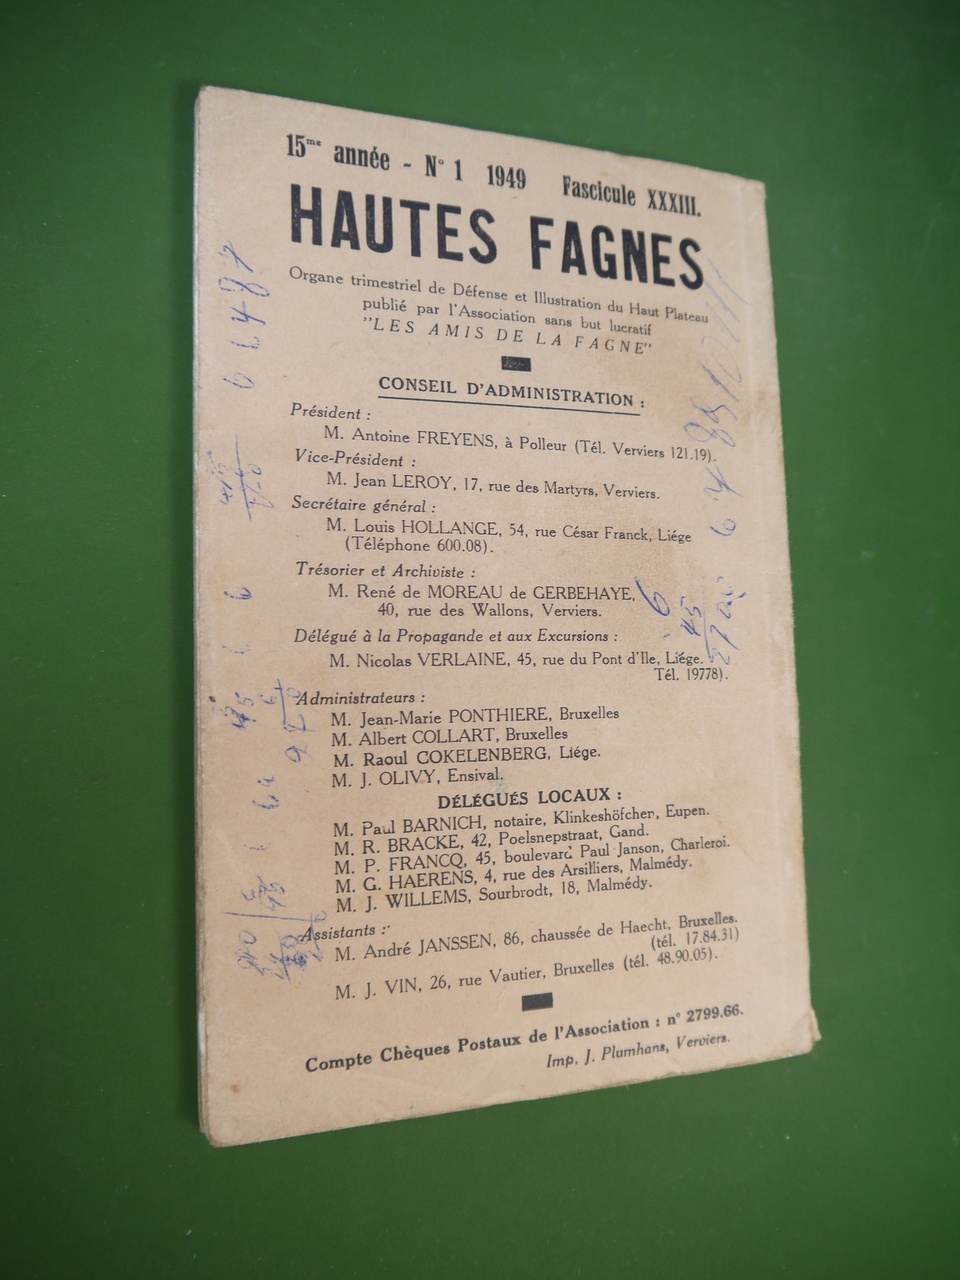 15me année - N° 1 1949 Fascicule XXXIII.
HAUTES FAGNES
Organe trimestriel de Défense et Illustration du Haut Plateau
publié par l'Association sans but lucratif
"LES AMIS DE LA FAGNE"
CONSEIL D'ADMINISTRATION :
Président :
M. Antoine FREYENS, à Polleur (Tél. Verviers 121.19).
Vice-Président :
M. Jean LEROY, 17, rue des Martyrs, Verviers.
Secrétaire général :
M. Louis HOLLANGE, 54, rue César Franck, Liége
(Téléphone 600.08).
Trésorier et Archiviste :
M. René de MOREAU de GERBEHAYE,
40, rue des Wallons, Verviers.
Délégué à la Propagande et aux Excursions :
M. Nicolas VERLAINE, 45, rue du Pont d'Ile, Liége.
Tél. 19778).
Administrateurs :
M. Jean-Marie PONTHIERE, Bruxelles
M. Albert COLLART, Bruxelles
M. Raoul COKELENBERG, Liége.
M. J. OLIVY, Ensival.
DÉLÉGUÉS LOCAUX :
M. Paul BARNICH, notaire, Klinkeshöfchen, Eupen.
M. R. BRACKE, 42, Poelsnepstraat, Gand.
M. P. FRANCQ, 45, boulevard Paul Janson, Charleroi.
M. G. HAERENS, 4, rue des Arsilliers, Malmédy.
M. J. WILLEMS, Sourbrodt, 18, Malmédy.
Assistants :
M. André JANSSEN, 86, chaussée de Haecht, Bruxelles.
(tél. 17.84.31)
M. J. VIN, 26, rue Vautier, Bruxelles (tél. 48.90.05).
Compte Chèques Postaux de l'Association : n° 2799.66.
Imp. J. Plumhans, Verviers.